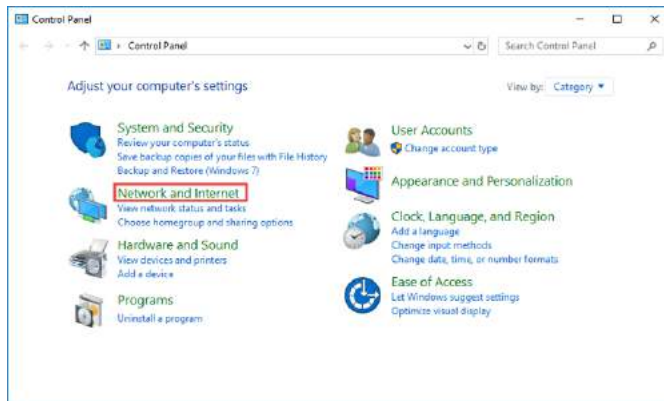 Control Panel
Control Panel
Search Control Panel
Adjust your computer's settings
View by: Category
System and Security
Review your computer's status
Save backup copies of your files with File History
Backup and Restore (Windows 7)
Network and Internet
View network status and tasks
Choose homegroup and sharing options
Hardware and Sound
View devices and printers
Add a device
Programs
Uninstall a program
User Accounts
Change account type
Appearance and Personalization
Clock, Language, and Region
Add a language
Change input methods
Change date, time, or number formats
Ease of Access
Let Windows suggest settings
Optimize visual display